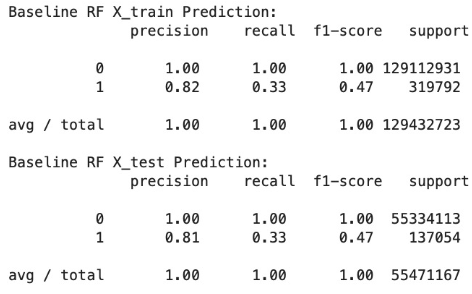 Baseline RF X_train Prediction:
precision recall f1-score support
0 1.00 1.00 1.00 129112931
1 0.82 0.33 0.47 319792
avg / total 1.00 1.00 1.00 129432723
Baseline RF X_test Prediction:
precision recall f1-score support
0 1.00 1.00 1.00 55334113
1 0.81 0.33 0.47 137054
avg / total 1.00 1.00 1.00 55471167